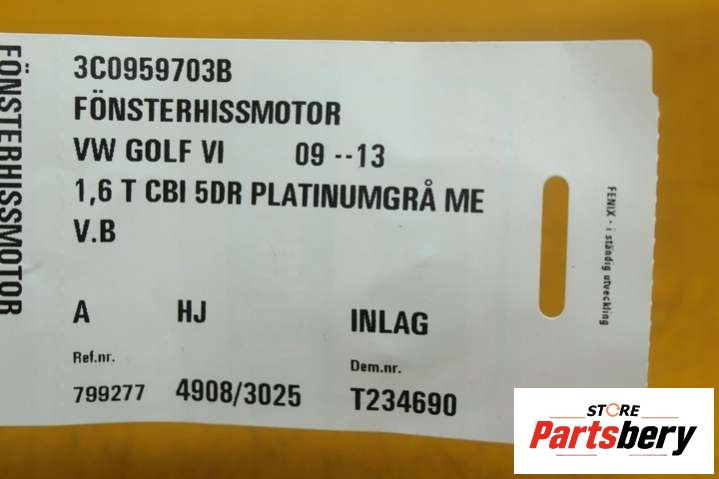 FÖNSTERHISSMOTOR
3C0959703B
FÖNSTERHISSMOTOR
VW GOLF VI 09 --13
1,6 T CBI 5DR PLATINUMGRÅ ME
V.B
A HJ INLAG
Ref.nr. Dem.nr.
799277 4908/3025 T234690
FENIX - i ständig utveckling
STORE
Partsbery